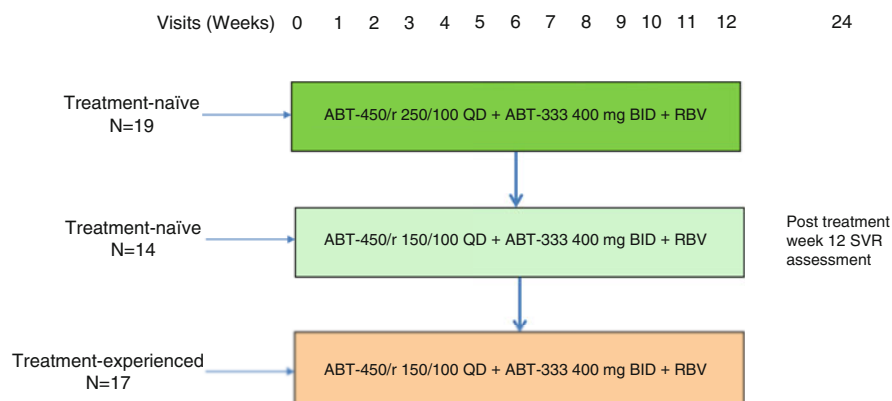 Visits (Weeks) 0 1 2 3 4 5 6 7 8 9 10 11 12 24
Treatment-naïve
N=19
ABT-450/r 250/100 QD + ABT-333 400 mg BID + RBV
Treatment-naïve
N=14
ABT-450/r 150/100 QD + ABT-333 400 mg BID + RBV
Post treatment
week 12 SVR
assessment
Treatment-experienced
N=17
ABT-450/r 150/100 QD + ABT-333 400 mg BID + RBV